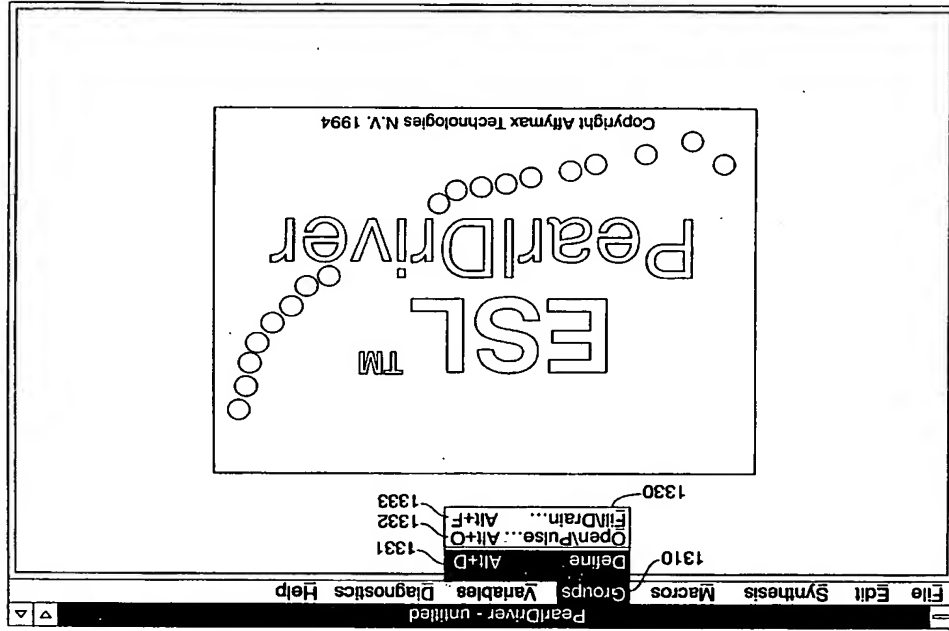 PearlDriver - untitled
File Edit Synthesis Macros Groups Variables Diagnostics Help
1310
Define Alt+D
1331
Open\Pulse... Alt+O
1332
Fill\Drain... Alt+F
1333
1330
ESL TM
PearlDriver
Copyright Affymax Technologies N.V. 1994